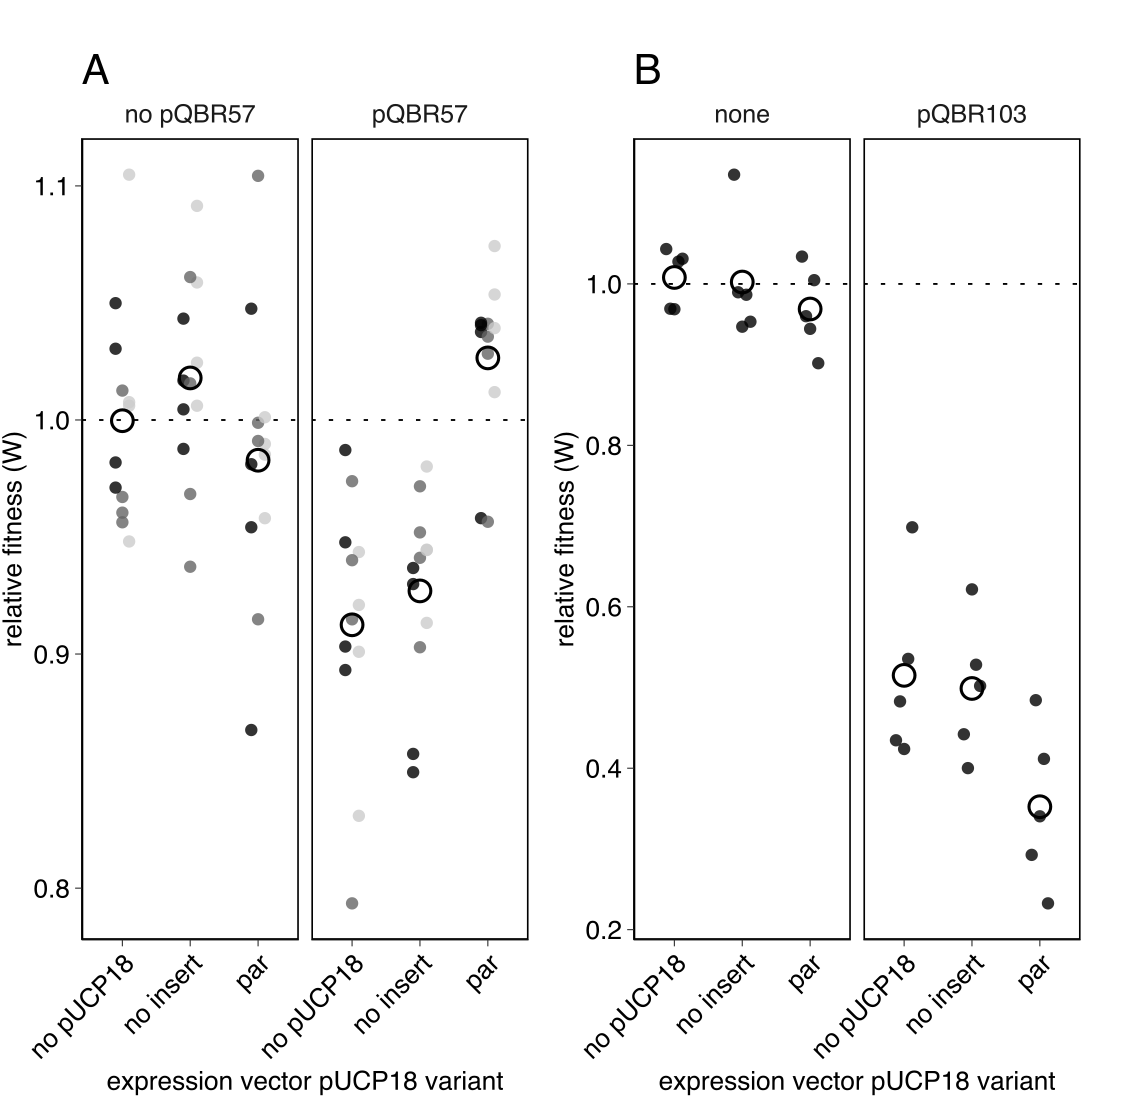 A
no pQBR57
pQBR57
1.1
1.0
0.9
0.8
relative fitness (W)
no pUCP18
no insert
par
no pUCP18
no insert
par
expression vector pUCP18 variant
B
none
pQBR103
1.0
0.8
0.6
0.4
0.2
relative fitness (W)
no pUCP18
no insert
par
no pUCP18
no insert
par
expression vector pUCP18 variant